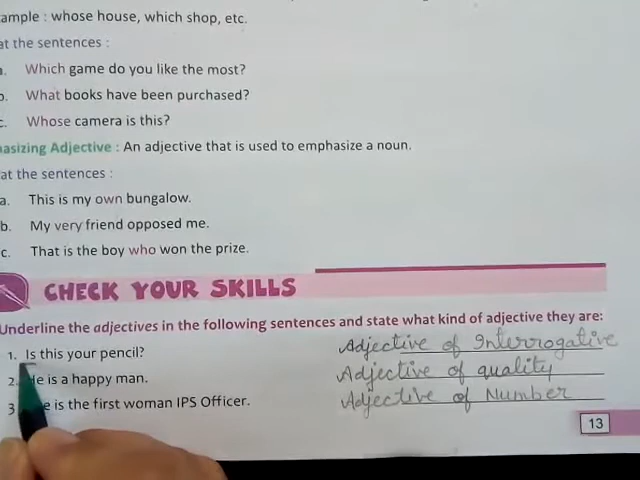 ample : whose house, which shop, etc.
at the sentences :
a. Which game do you like the most?
b. What books have been purchased?
c. Whose camera is this?
hasizing Adjective : An adjective that is used to emphasize a noun.
at the sentences :
a. This is my own bungalow.
b. My very friend opposed me.
c. That is the boy who won the prize.
CHECK YOUR SKILLS
Underline the adjectives in the following sentences and state what kind of adjective they are:
1. Is this your pencil? Adjective of Interrogative
2. He is a happy man. Adjective of quality
3 e is the first woman IPS Officer. Adjective of Number
13